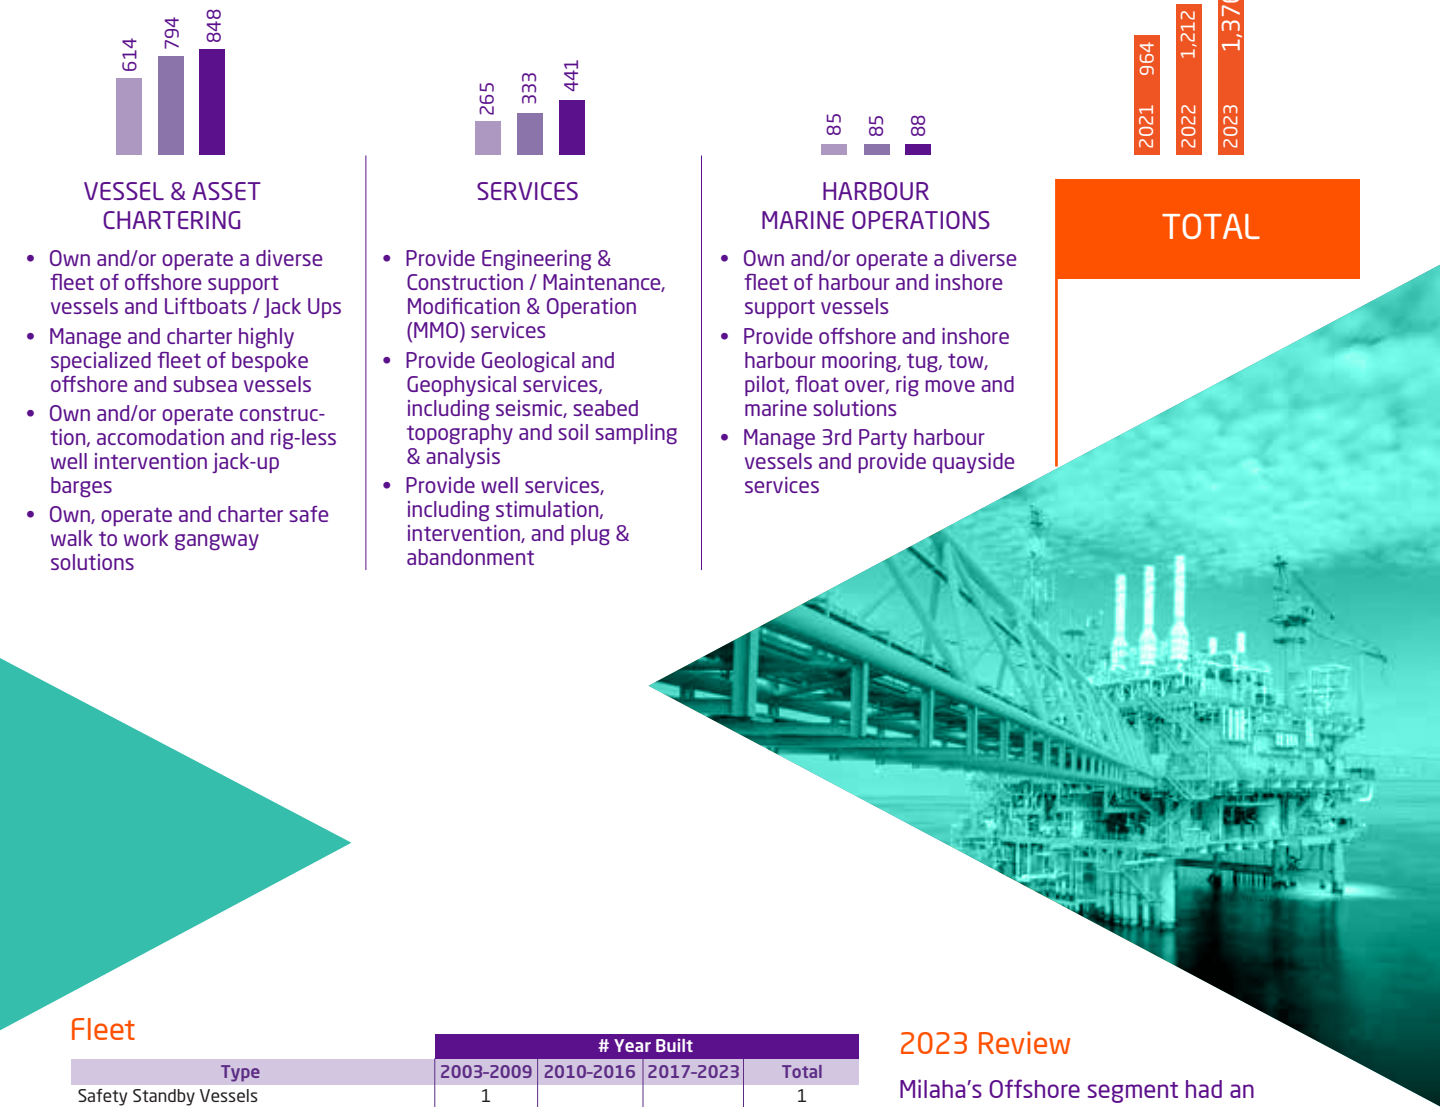 614
794
848
VESSEL & ASSET
CHARTERING
• Own and/or operate a diverse
fleet of offshore support
vessels and Liftboats / Jack Ups
• Manage and charter highly
specialized fleet of bespoke
offshore and subsea vessels
• Own and/or operate construc-
tion, accomodation and rig-less
well intervention jack-up
barges
• Own, operate and charter safe
walk to work gangway
solutions
265
333
441
SERVICES
• Provide Engineering &
Construction / Maintenance,
Modification & Operation
(MMO) services
• Provide Geological and
Geophysical services,
including seismic, seabed
topography and soil sampling
& analysis
• Provide well services,
including stimulation,
intervention, and plug &
abandonment
85
85
88
HARBOUR
MARINE OPERATIONS
• Own and/or operate a diverse
fleet of harbour and inshore
support vessels
• Provide offshore and inshore
harbour mooring, tug, tow,
pilot, float over, rig move and
marine solutions
• Manage 3rd Party harbour
vessels and provide quayside
services
2021 964
2022 1,212
2023
TOTAL
Fleet
# Year Built
Type 2003-2009 2010-2016 2017-2023 Total
Safety Standby Vessels 1 1
2023 Review
Milaha's Offshore segment had an